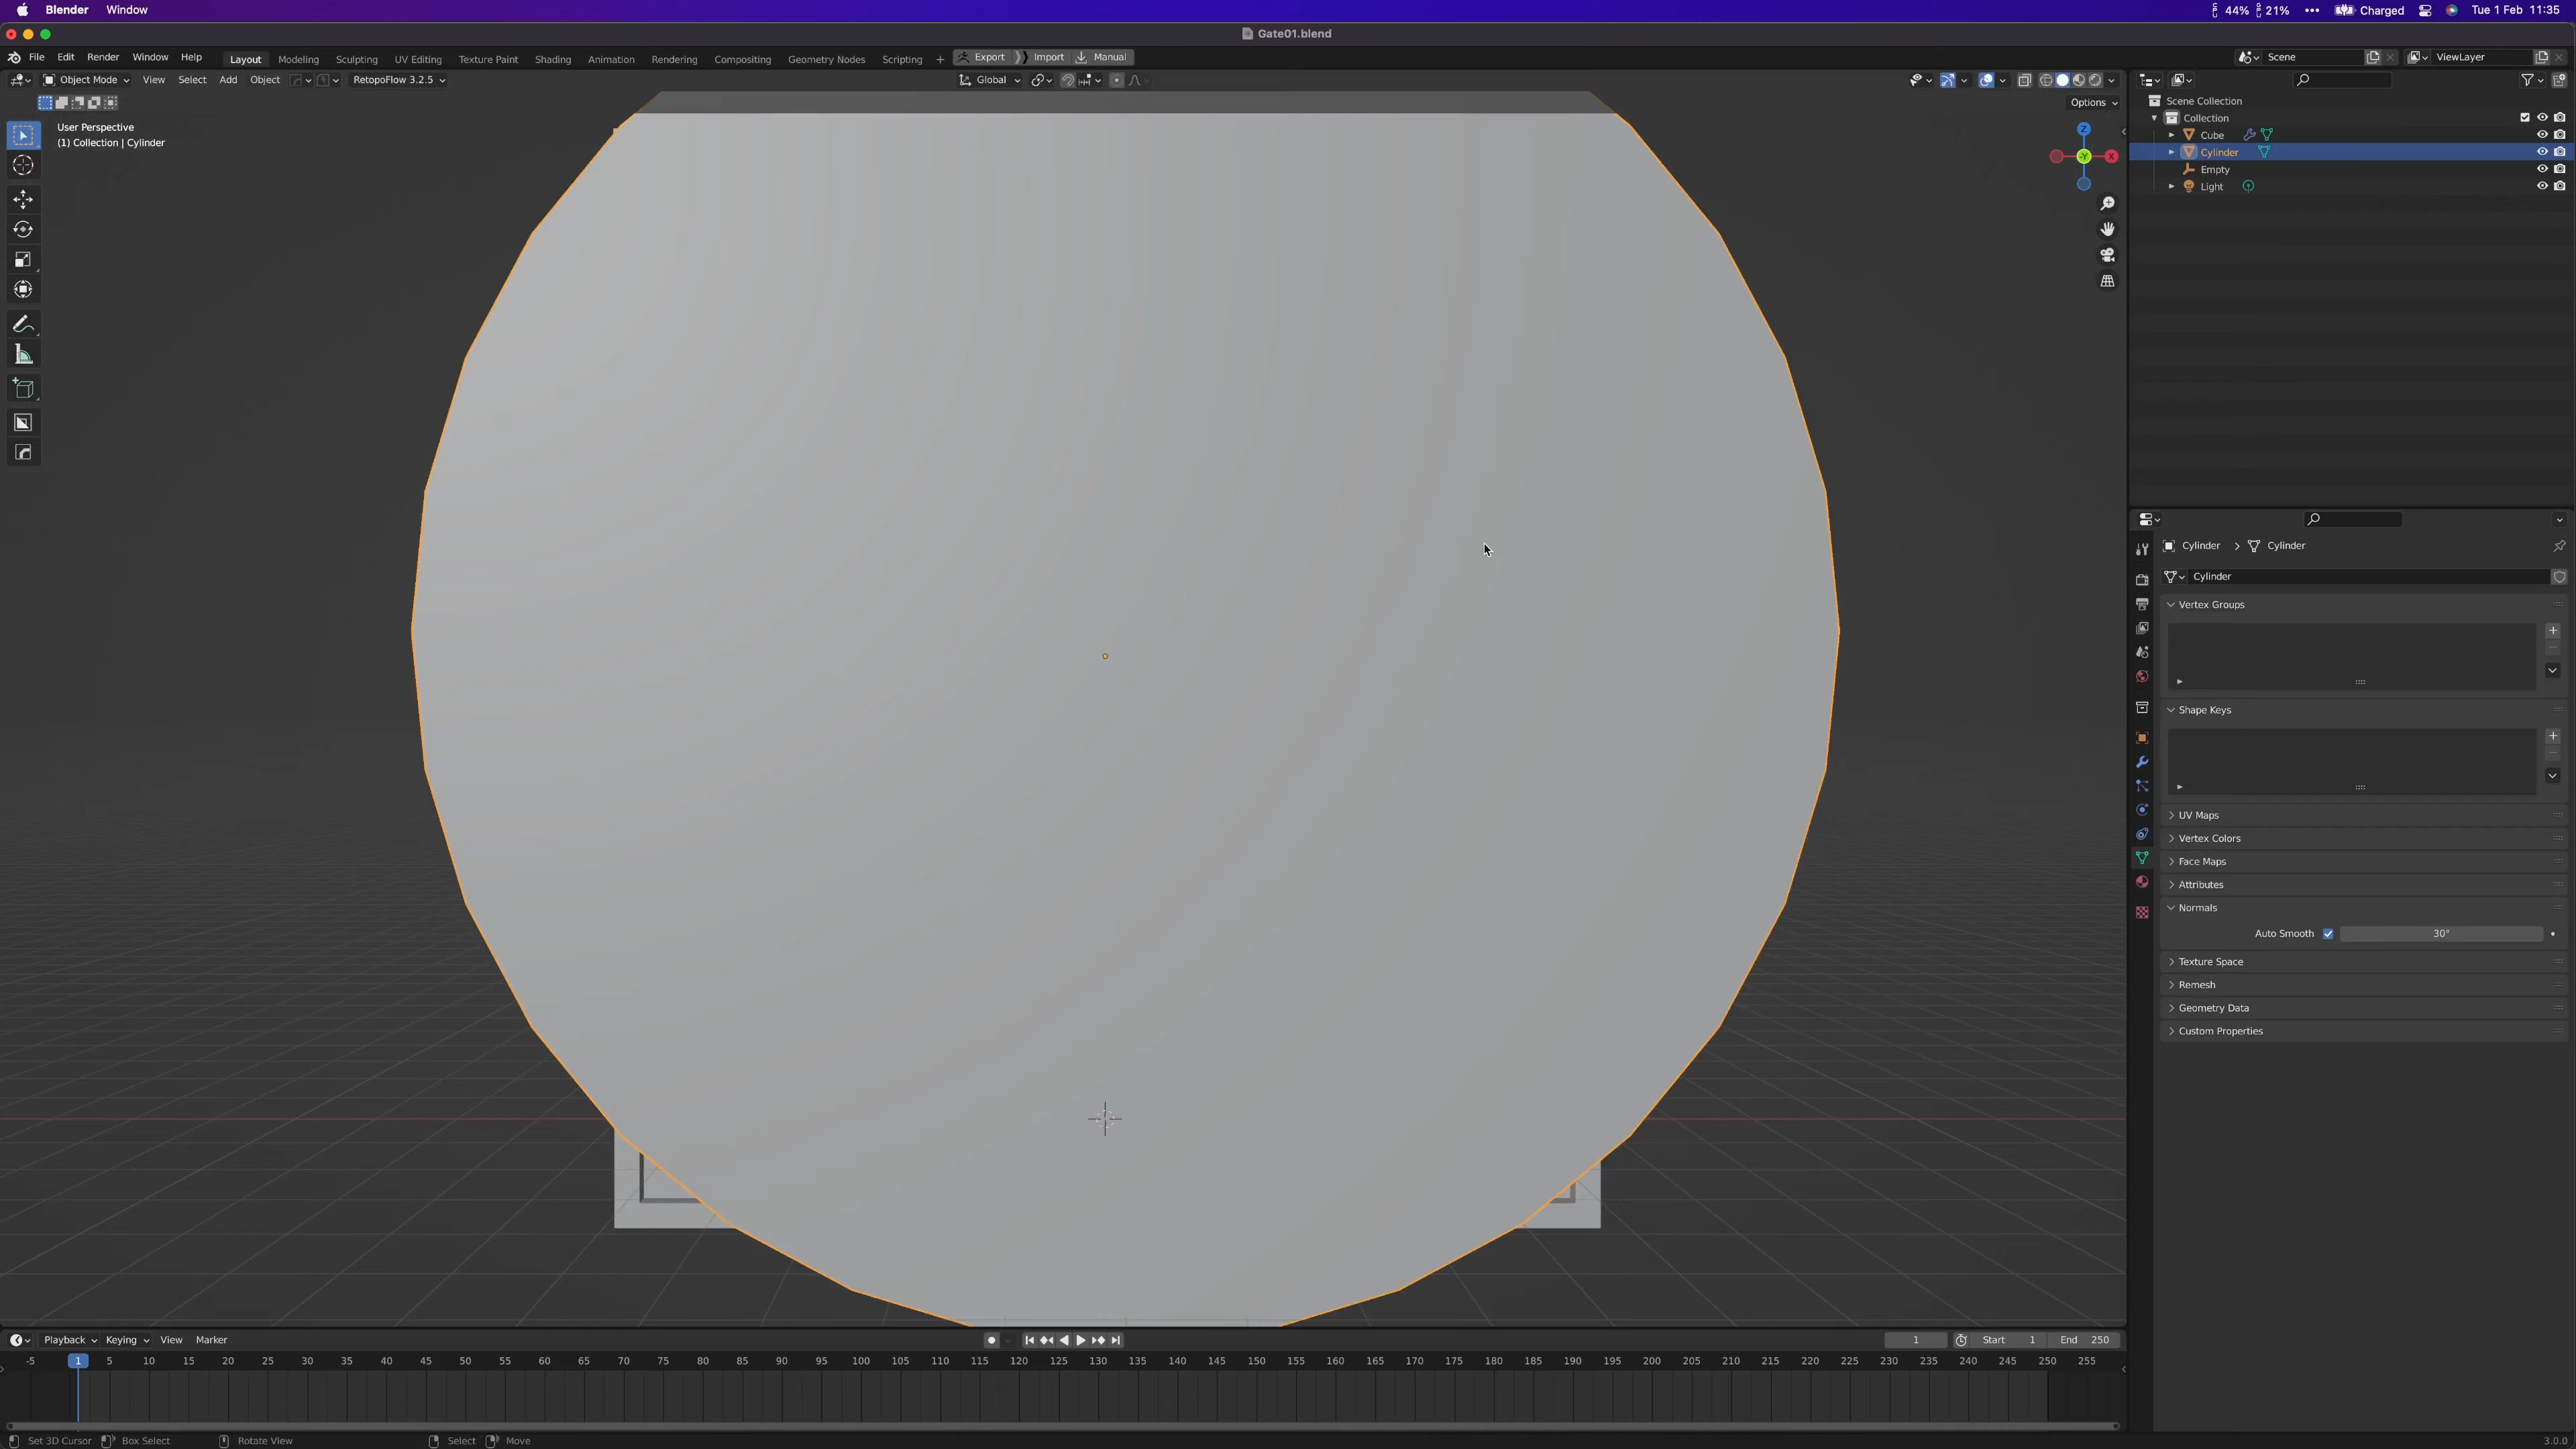 Blender Window 44% 21% ••• Charged Tue 1 Feb 11:35
Gate01.blend
File Edit Render Window Help Layout Modeling Sculpting UV Editing Texture Paint Shading Animation Rendering Compositing Geometry Nodes Scripting + Export Import Manual Scene ViewLayer
Object Mode View Select Add Object RetopoFlow 3.2.5 Global
Options
User Perspective
(1) Collection | Cylinder
Z
-Y
X
Scene Collection
Collection
Cube
Cylinder
Empty
Light
Cylinder > Cylinder
Cylinder
Vertex Groups
Shape Keys
UV Maps
Vertex Colors
Face Maps
Attributes
Normals
Auto Smooth 30°
Texture Space
Remesh
Geometry Data
Custom Properties
Playback Keying View Marker 1 Start 1 End 250
-5 1 5 10 15 20 25 30 35 40 45 50 55 60 65 70 75 80 85 90 95 100 105 110 115 120 125 130 135 140 145 150 155 160 165 170 175 180 185 190 195 200 205 210 215 220 225 230 235 240 245 250 255
Set 3D Cursor Box Select Rotate View Select Move 3.0.0